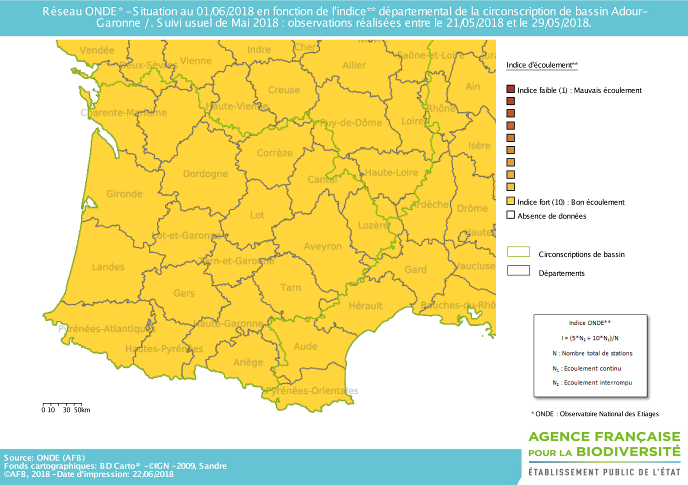 Réseau ONDE* -Situation au 01/06/2018 en fonction de l'indice** départemental de la circonscription de bassin Adour-
Garonne /. Suivi usuel de Mai 2018 : observations réalisées entre le 21/05/2018 et le 29/05/2018.
Vendée
Deux-Sèvres
Vienne
Indre
Cher
Allier
Saône-et-Loire
Ain
Charente-Maritime
Haute-Vienne
Creuse
Puy-de-Dôme
Loire
Rhône
Isère
Corrèze
Dordogne
Cantal
Haute-Loire
Gironde
Lot
Lozère
Ardèche
Drôme
Haute
Lot-et-Garonne
Aveyron
Landes
Tarn-et-Garonne
Gard
Vaucluse
Gers
Tarn
Hérault
Bouches-du-Rhô
Pyrénées-Atlantiques
Haute-Garonne
Hautes-Pyrénées
Ariège
Aude
Pyrénées-Orientales
0 10 30 50km
Indice d'écoulement**
Indice faible (1) : Mauvais écoulement
Indice fort (10) : Bon écoulement
Absence de données
Circonscriptions de bassin
Départements
Indice ONDE**
I = (5*N₂ + 10*N₁)/N
N : Nombre total de stations
N₁ : Ecoulement continu
N₂ : Ecoulement interrompu
* ONDE : Observatoire National des Etiages
AGENCE FRANÇAISE
POUR LA BIODIVERSITÉ
ÉTABLISSEMENT PUBLIC DE L'ÉTAT
Source: ONDE (AFB)
Fonds cartographiques: BD Carto® -©IGN -2009, Sandre
©AFB, 2018 -Date d'impression: 22/06/2018